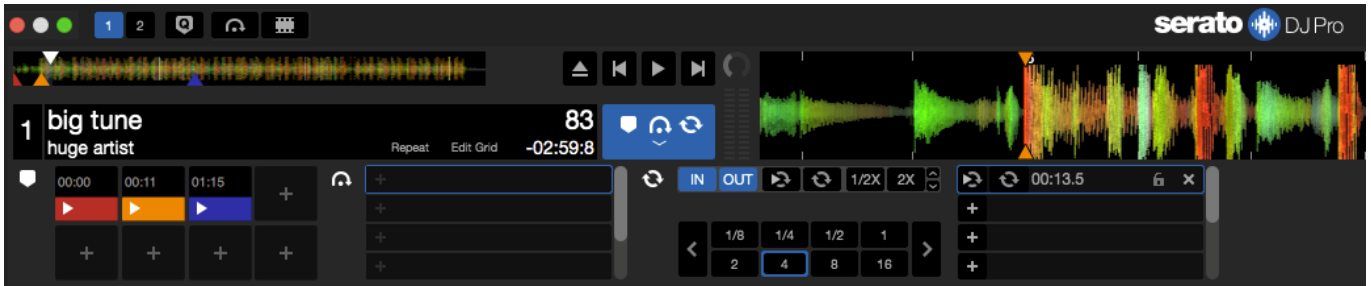 1 2 serato DJ Pro
1 big tune 83
huge artist Repeat Edit Grid -02:59:8
00:00 00:11 01:15 + + IN OUT 1/2X 2X 00:13.5
+ +
+ + + + + 1/8 1/4 1/2 1 +
+ 2 4 8 16 +